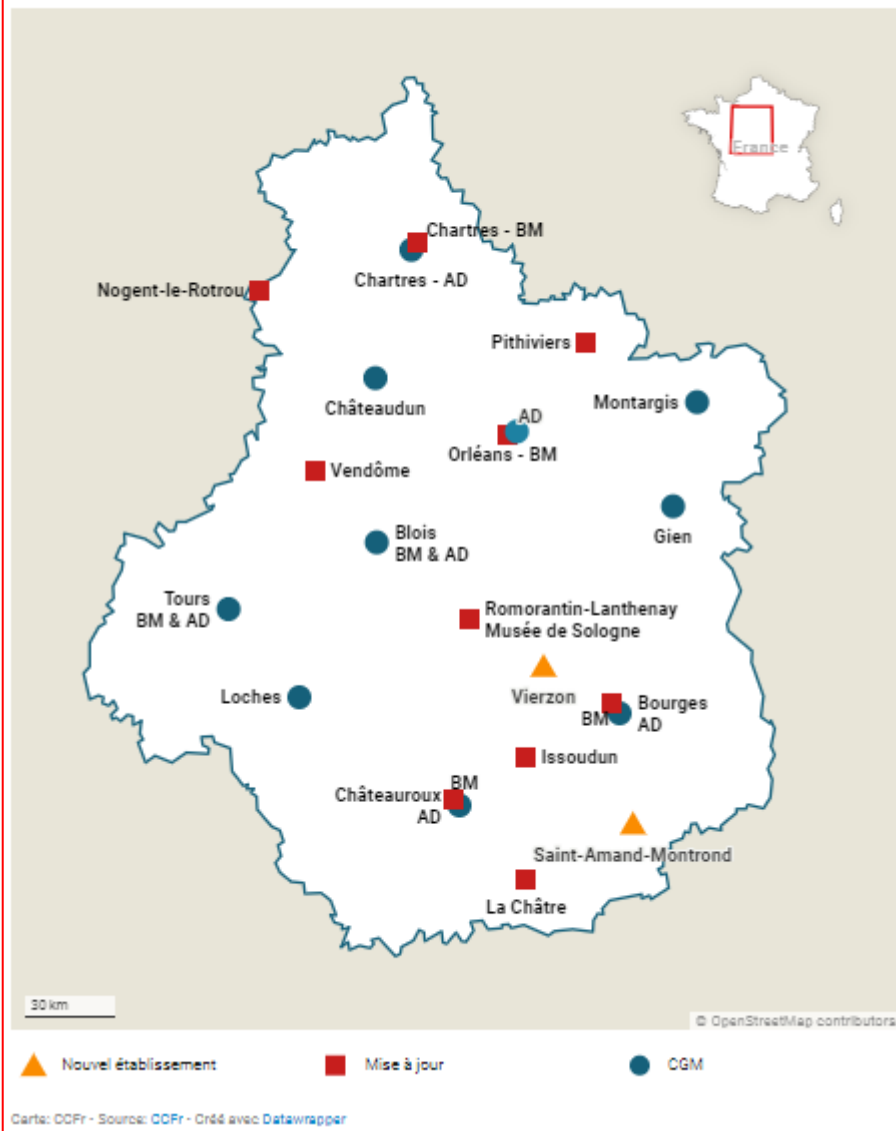 Chartres - BM
France
Chartres - AD
Nogent-le-Rotrou
Pithiviers
Châteaudun
Montargis
AD
Orléans - BM
Vendôme
Gien
Blois
BM & AD
Tours
BM & AD
Romorantin-Lanthenay
Musée de Sologne
Vierzon
Loches
BM
Bourges
AD
Issoudun
BM
Châteauroux
AD
Saint-Amand-Montrond
La Châtre
30 km
© OpenStreetMap contributors
Nouvel établissement
Mise à jour
CGM
Carte: CCFr - Source: CCFr - Créé avec Datawrapper